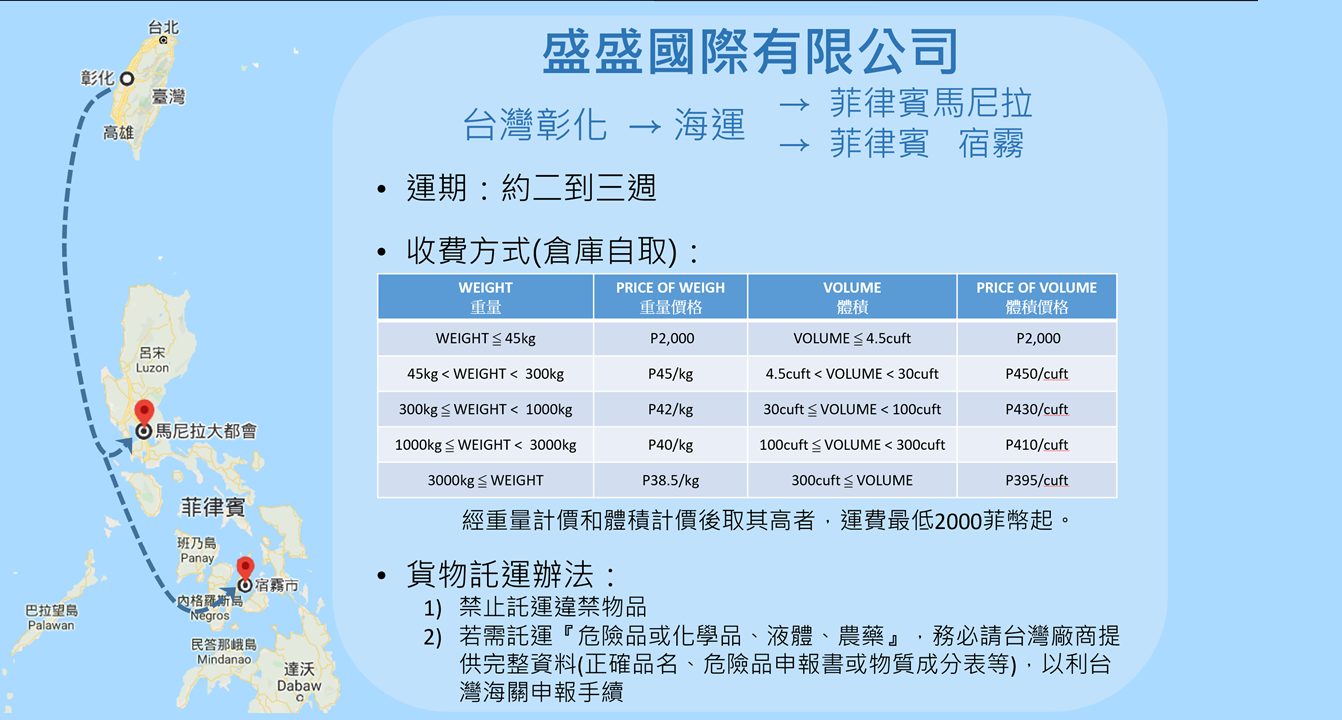 台北
彰化
臺灣
高雄
呂宋
Luzon
馬尼拉大都會
菲律賓
班乃島
Panay
宿霧市
內格羅斯島
Negros
巴拉望島
Palawan
民答那峨島
Mindanao
達沃
Dabaw
盛盛國際有限公司
台灣彰化 → 海運
→ 菲律賓馬尼拉
→ 菲律賓 宿霧
• 運期：約二到三週
• 收費方式(倉庫自取)：
WEIGHT PRICE OF WEIGH VOLUME PRICE OF VOLUME
重量 重量價格 體積 體積價格
WEIGHT ≦ 45kg P2,000 VOLUME ≦ 4.5cuft P2,000
45kg < WEIGHT < 300kg P45/kg 4.5cuft < VOLUME < 30cuft P450/cuft
300kg ≦ WEIGHT < 1000kg P42/kg 30cuft ≦ VOLUME < 100cuft P430/cuft
1000kg ≦ WEIGHT < 3000kg P40/kg 100cuft ≦ VOLUME < 300cuft P410/cuft
3000kg ≦ WEIGHT P38.5/kg 300cuft ≦ VOLUME P395/cuft
經重量計價和體積計價後取其高者，運費最低2000菲幣起。
• 貨物託運辦法：
1) 禁止託運違禁物品
2) 若需託運『危險品或化學品、液體、農藥』，務必請台灣廠商提
供完整資料(正確品名、危險品申報書或物質成分表等)，以利台
灣海關申報手續